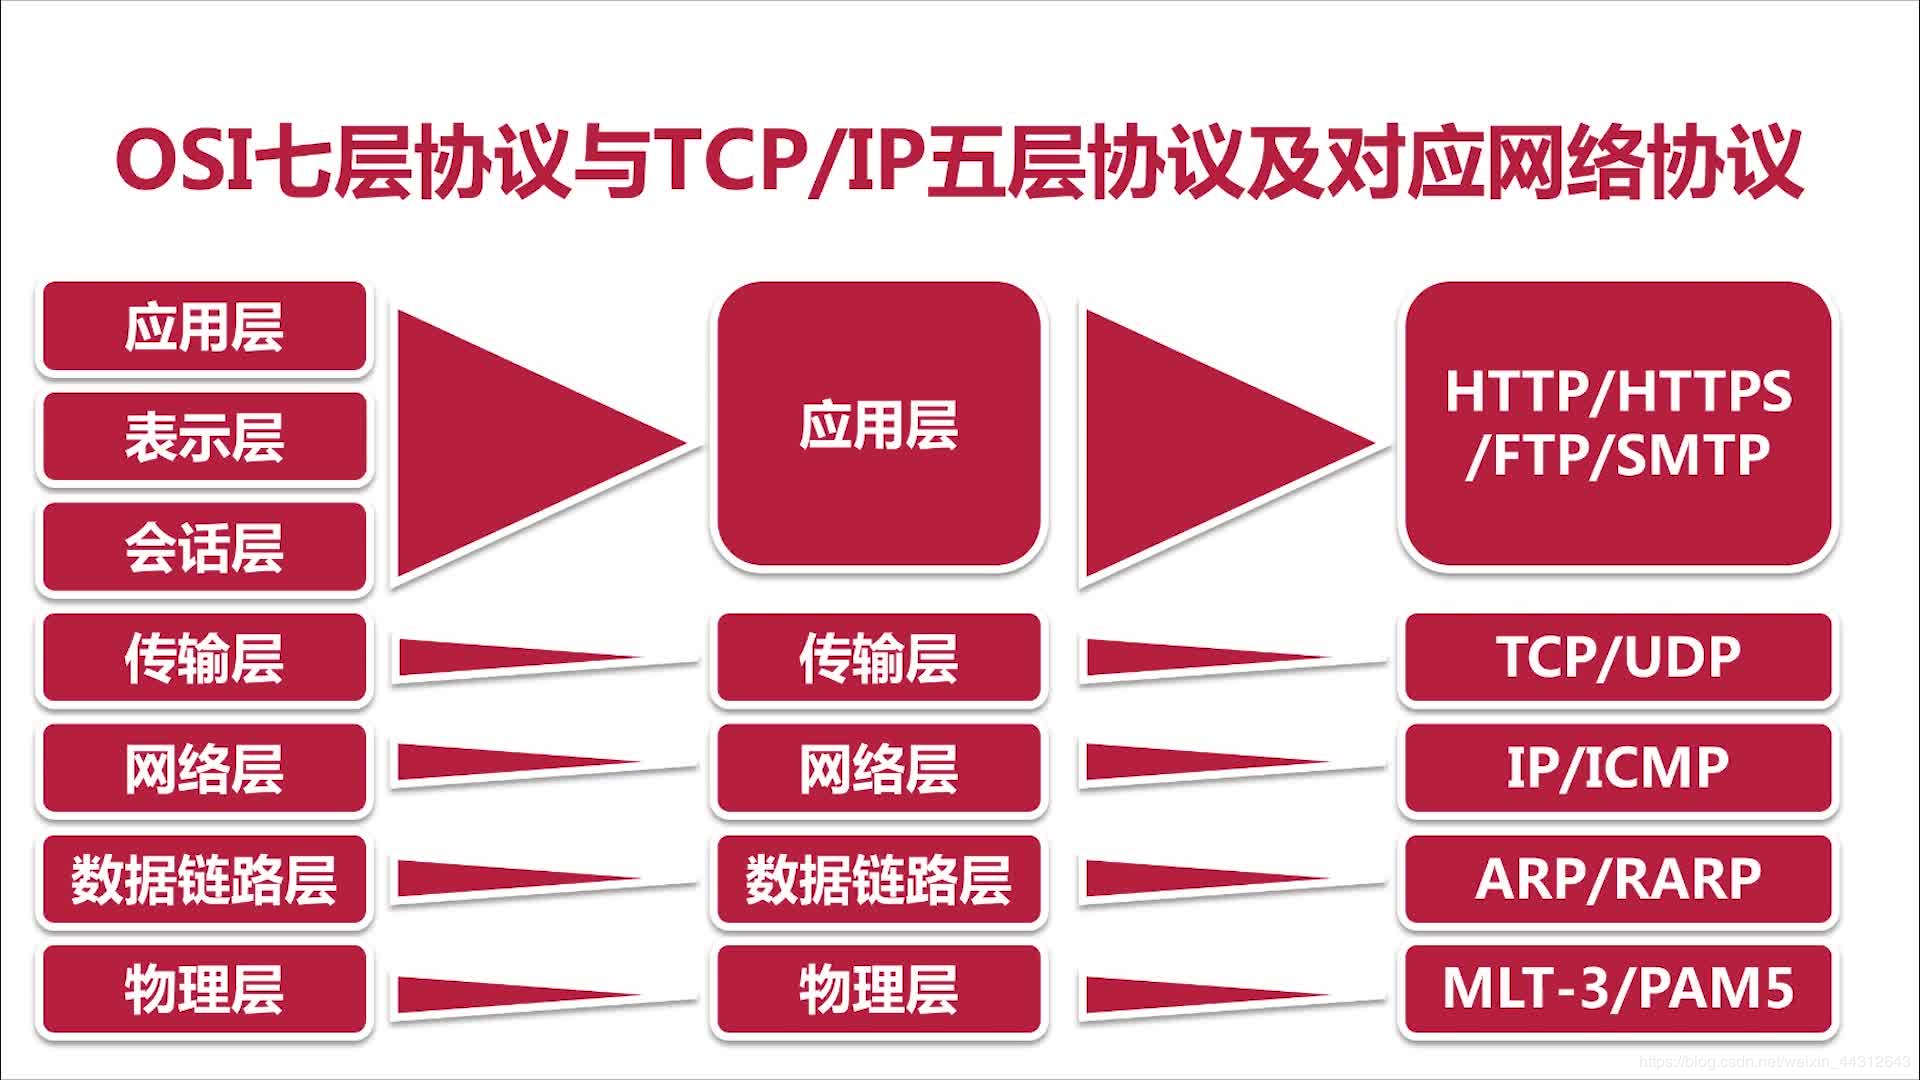 OSI七层协议与TCP/IP五层协议及对应网络协议
应用层
表示层
会话层
传输层
网络层
数据链路层
物理层
应用层
传输层
网络层
数据链路层
物理层
HTTP/HTTPS
/FTP/SMTP
TCP/UDP
IP/ICMP
ARP/RARP
MLT-3/PAM5
https://blog.csdn.net/weixin_44312643